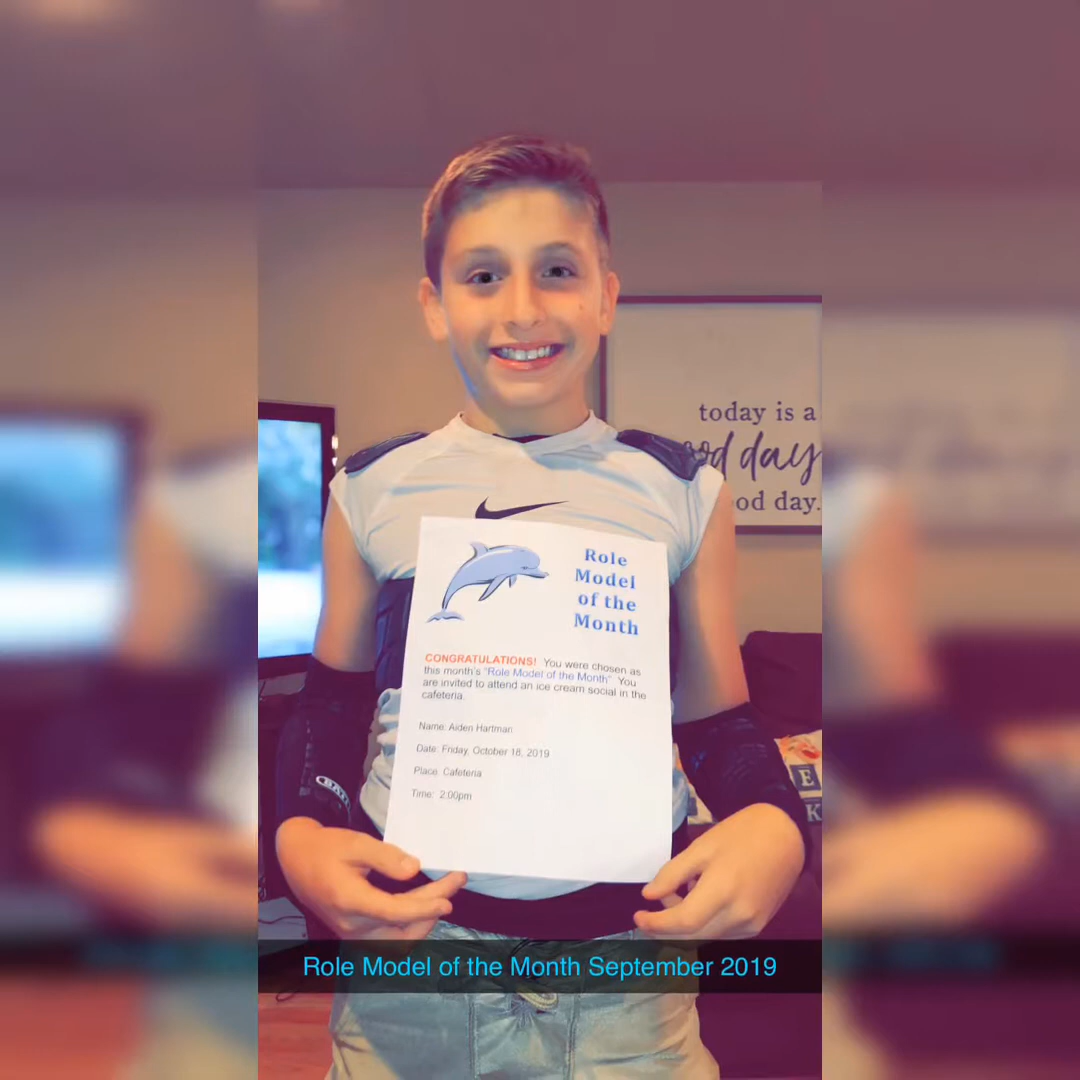 today is a
good day
good day.
Role
Model
of the
Month
CONGRATULATIONS! You were chosen as
this month's "Role Model of the Month" You
are invited to attend an ice cream social in the
cafeteria.
Name: Aiden Hartman
Date: Friday, October 18, 2019
Place: Cafeteria
Time: 2:00pm
E
K
Role Model of the Month September 2019